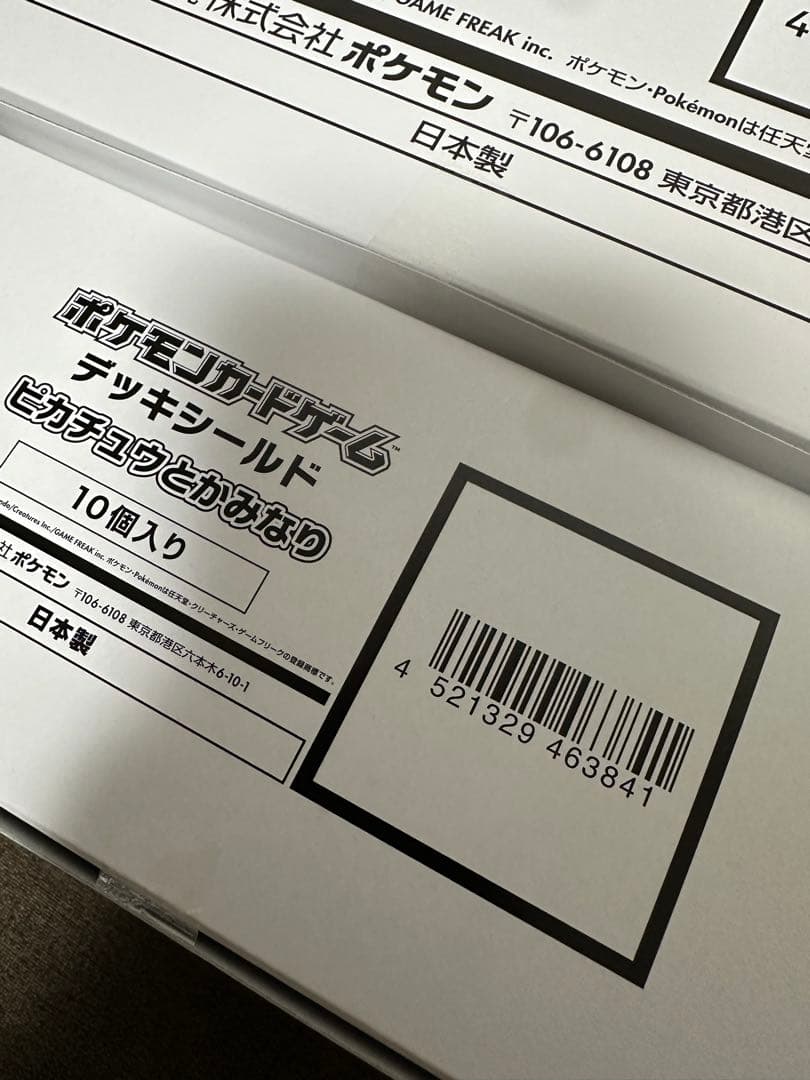 株式会社 ポケモン 〒106-6108 東京都港区
GAME FREAK inc. ポケモン・Pokémonは任天堂
日本製
4
ポケモンカードゲーム™
デッキシールド
ピカチュウとかみなり
10個入り
/Creatures Inc./GAME FREAK inc. ポケモン・Pokémonは任天堂・クリーチャーズ・ゲームフリークの登録商標です。
社 ポケモン 〒106-6108 東京都港区六本木6-10-1
日本製
4 521329 463841